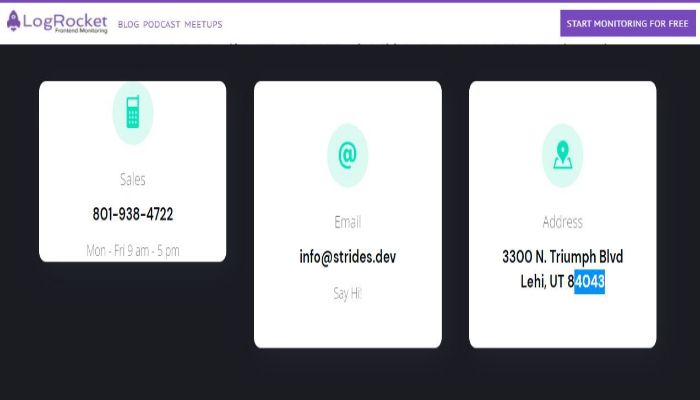 LogRocket
Frontend Monitoring
BLOG PODCAST MEETUPS
START MONITORING FOR FREE
Sales
801-938-4722
Mon - Fri 9 am - 5 pm
@
Email
info@strides.dev
Say Hi!
Address
3300 N. Triumph Blvd
Lehi, UT 84043